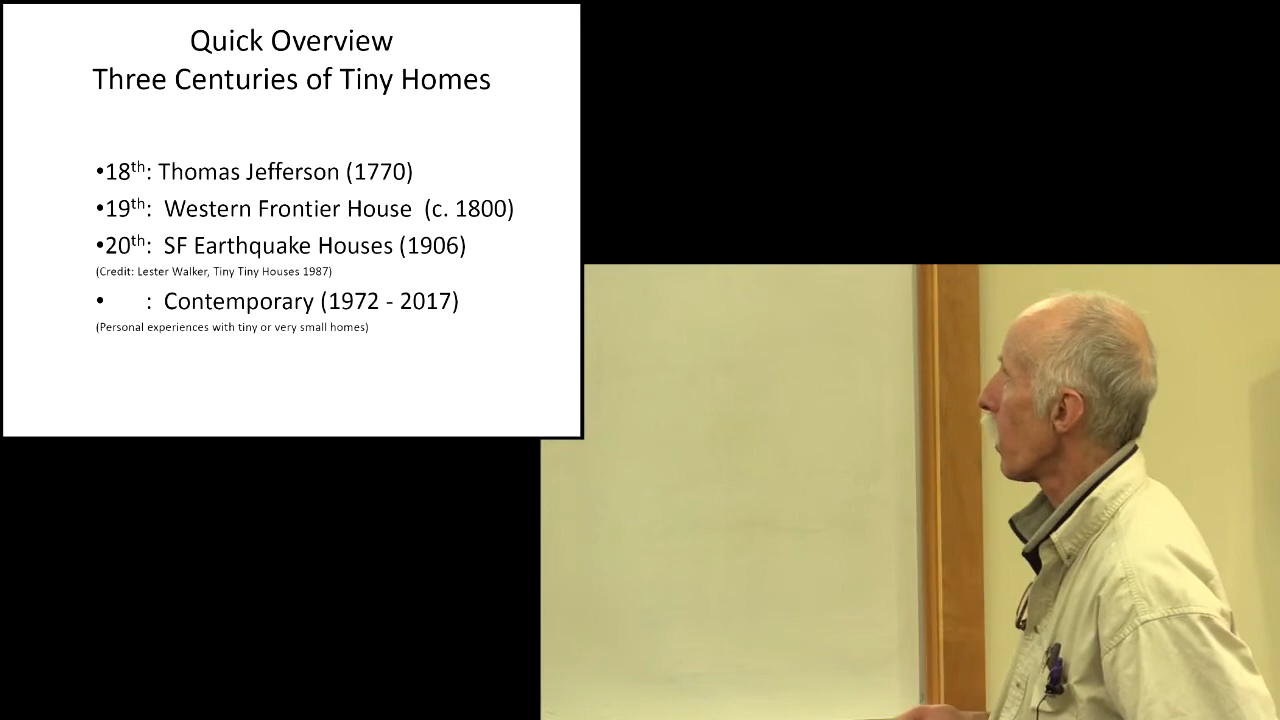 Quick Overview
Three Centuries of Tiny Homes
•18th: Thomas Jefferson (1770)
•19th:  Western Frontier House  (c. 1800)
•20th:  SF Earthquake Houses (1906)
(Credit: Lester Walker, Tiny Tiny Houses 1987)
•      :  Contemporary (1972 - 2017)
(Personal experiences with tiny or very small homes)